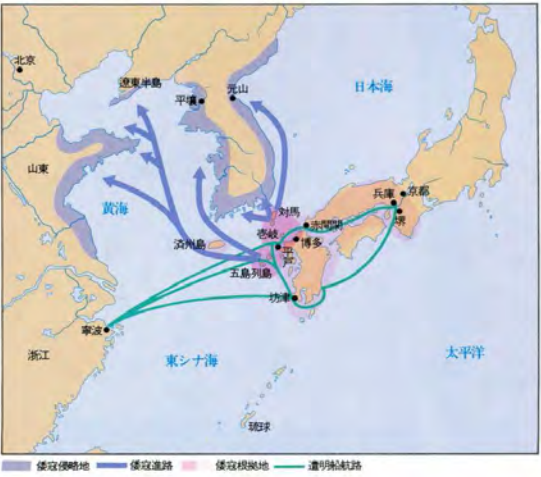 北京
遼東半島
平壌
元山
日本海
山東
黄海
済州島
対馬
壱岐
赤間関
博多
平戸
五島列島
兵庫
京都
堺
坊津
寧波
浙江
東シナ海
太平洋
琉球
倭寇侵略地
倭寇進路
倭寇根拠地
遣明船航路